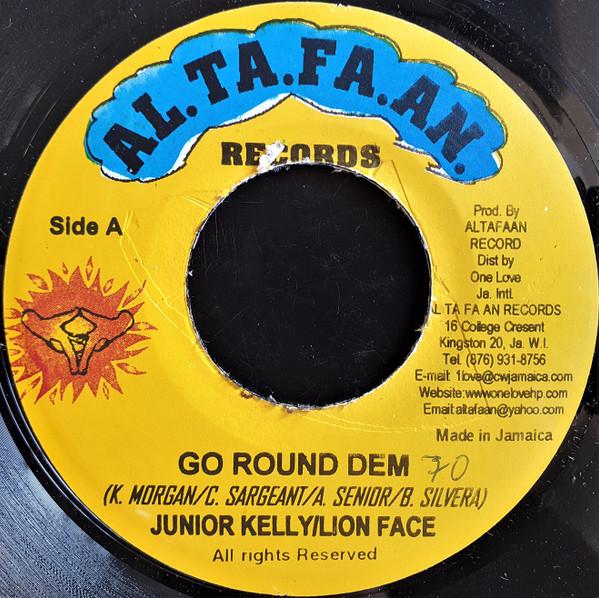 AL.TA.FA.AN.
RECORDS
Side A
Prod. By
ALTAFAAN
RECORD
Dist by
One Love
Ja. Intl.
AL TA FA AN RECORDS
16 College Cresent
Kingston 20, Ja. W.I.
Tel. (876) 931-8756
E-mail: 1love@cwjamaica.com
Website:wwwonelovehp.com
Email:altafaan@yahoo.com
Made in Jamaica
GO ROUND DEM 70
(K. MORGAN/C. SARGEANT/A. SENIOR/B. SILVERA)
JUNIOR KELLY/LION FACE
All rights Reserved